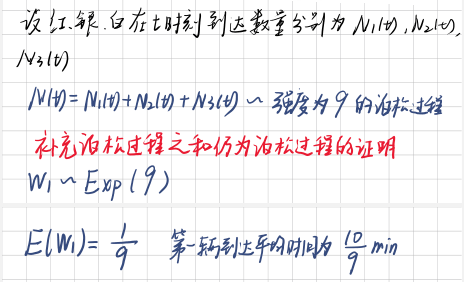 设红.银.白在t时刻到达数量分别为 N₁(t), N₂(t),
N₃(t)
N(t)=N₁(t)+N₂(t)+N₃(t) ~ 强度为9的泊松过程
补充泊松过程之和仍为泊松过程的证明
W₁ ~ Exp(9)
E(W₁)= 1/9 第一辆到达平均时间为 10/9 min